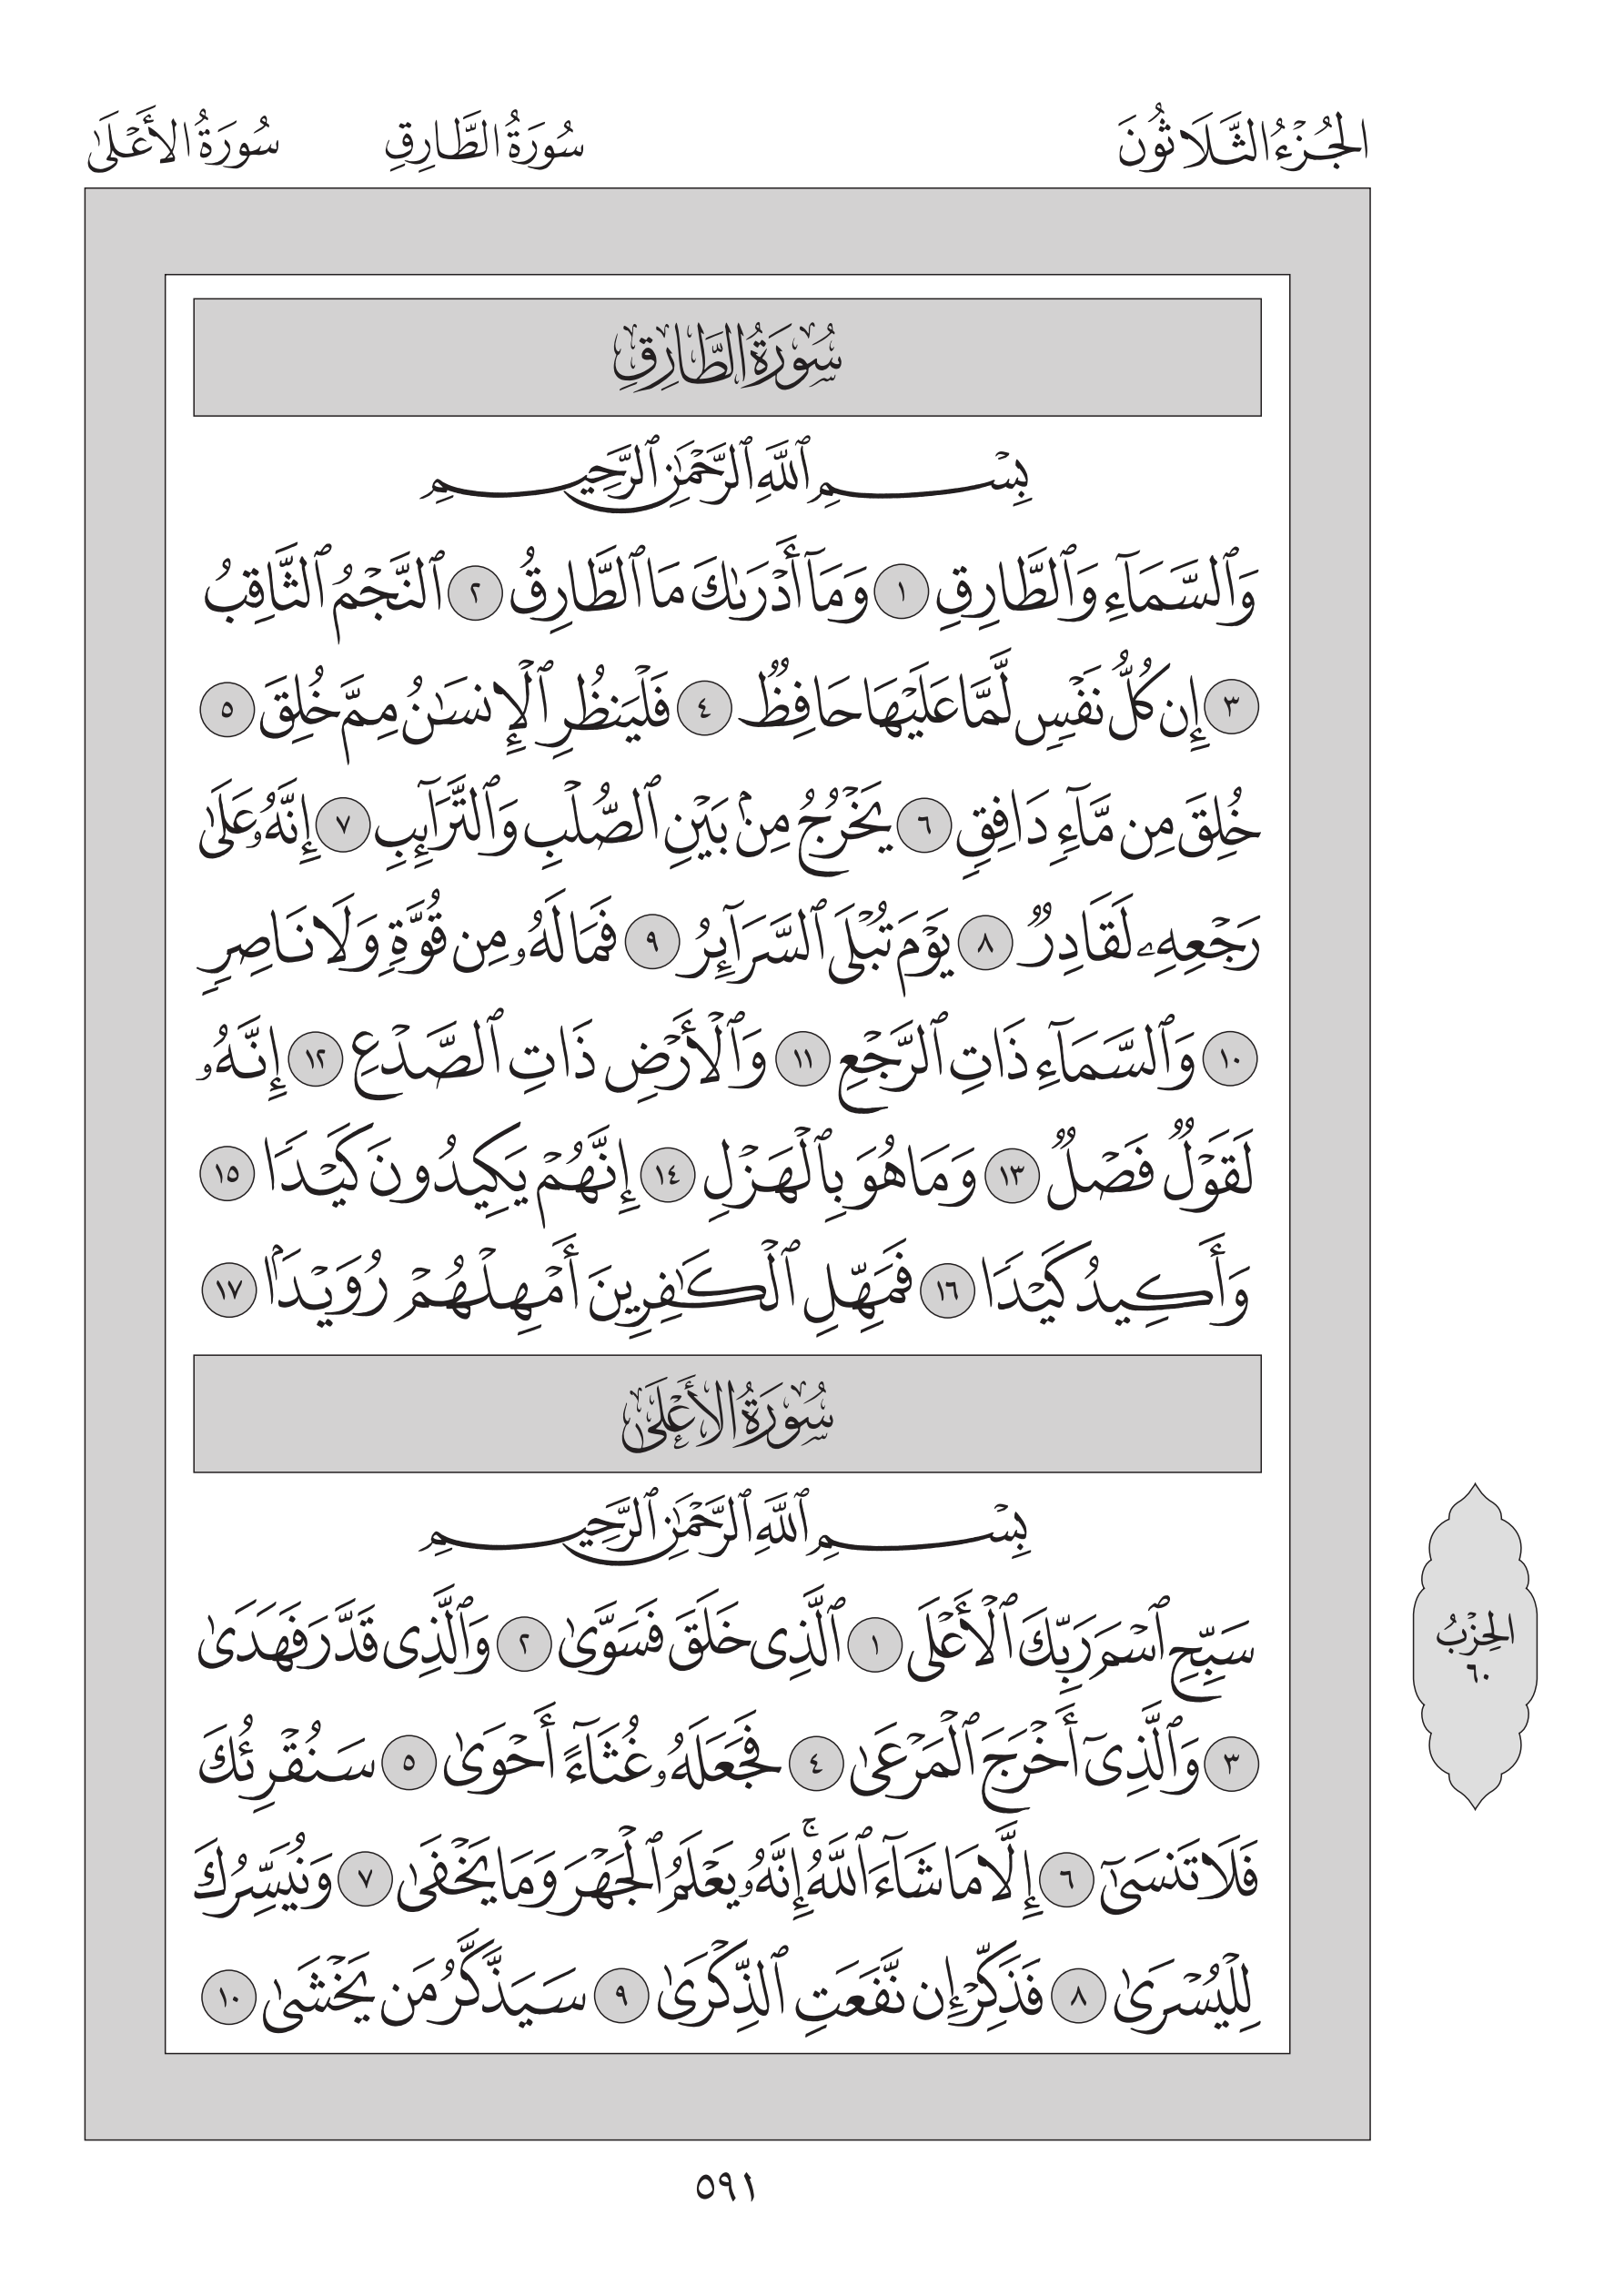 الجُزْءُ الثَّلَاثُونَ سُورَةُ الطَّارِقِ سُورَةُ الأَعْلَىٰ
سُورَةُ الطَّارِقِ
بِسْمِ ٱللَّهِ ٱلرَّحْمَٰنِ ٱلرَّحِيمِ
وَٱلسَّمَآءِ وَٱلطَّارِقِ ١ وَمَآ أَدْرَىٰكَ مَا ٱلطَّارِقُ ٢ ٱلنَّجْمُ ٱلثَّاقِبُ
٣ إِن كُلُّ نَفْسٍ لَّمَّا عَلَيْهَا حَافِظٌ ٤ فَلْيَنظُرِ ٱلْإِنسَٰنُ مِمَّ خُلِقَ ٥
خُلِقَ مِن مَّآءٍ دَافِقٍ ٦ يَخْرُجُ مِنۢ بَيْنِ ٱلصُّلْبِ وَٱلتَّرَآئِبِ ٧ إِنَّهُۥ عَلَىٰ
رَجْعِهِۦ لَقَادِرٌ ٨ يَوْمَ تُبْلَى ٱلسَّرَآئِرُ ٩ فَمَا لَهُۥ مِن قُوَّةٍ وَلَا نَاصِرٍ
١٠ وَٱلسَّمَآءِ ذَاتِ ٱلرَّجْعِ ١١ وَٱلْأَرْضِ ذَاتِ ٱلصَّدْعِ ١٢ إِنَّهُۥ
لَقَوْلٌ فَصْلٌ ١٣ وَمَا هُوَ بِٱلْهَزْلِ ١٤ إِنَّهُمْ يَكِيدُونَ كَيْدًا ١٥
وَأَكِيدُ كَيْدًا ١٦ فَمَهِّلِ ٱلْكَٰفِرِينَ أَمْهِلْهُمْ رُوَيْدًۢا ١٧
سُورَةُ الأَعْلَىٰ
بِسْمِ ٱللَّهِ ٱلرَّحْمَٰنِ ٱلرَّحِيمِ
سَبِّحِ ٱسْمَ رَبِّكَ ٱلْأَعْلَى ١ ٱلَّذِى خَلَقَ فَسَوَّىٰ ٢ وَٱلَّذِى قَدَّرَ فَهَدَىٰ
٣ وَٱلَّذِىٓ أَخْرَجَ ٱلْمَرْعَىٰ ٤ فَجَعَلَهُۥ غُثَآءً أَحْوَىٰ ٥ سَنُقْرِئُكَ
فَلَا تَنسَىٰٓ ٦ إِلَّا مَا شَآءَ ٱللَّهُ ۚ إِنَّهُۥ يَعْلَمُ ٱلْجَهْرَ وَمَا يَخْفَىٰ ٧ وَنُيَسِّرُكَ
لِلْيُسْرَىٰ ٨ فَذَكِّرْ إِن نَّفَعَتِ ٱلذِّكْرَىٰ ٩ سَيَذَّكَّرُ مَن يَخْشَىٰ ١٠
الحِزْبُ
٦٠
٥٩١